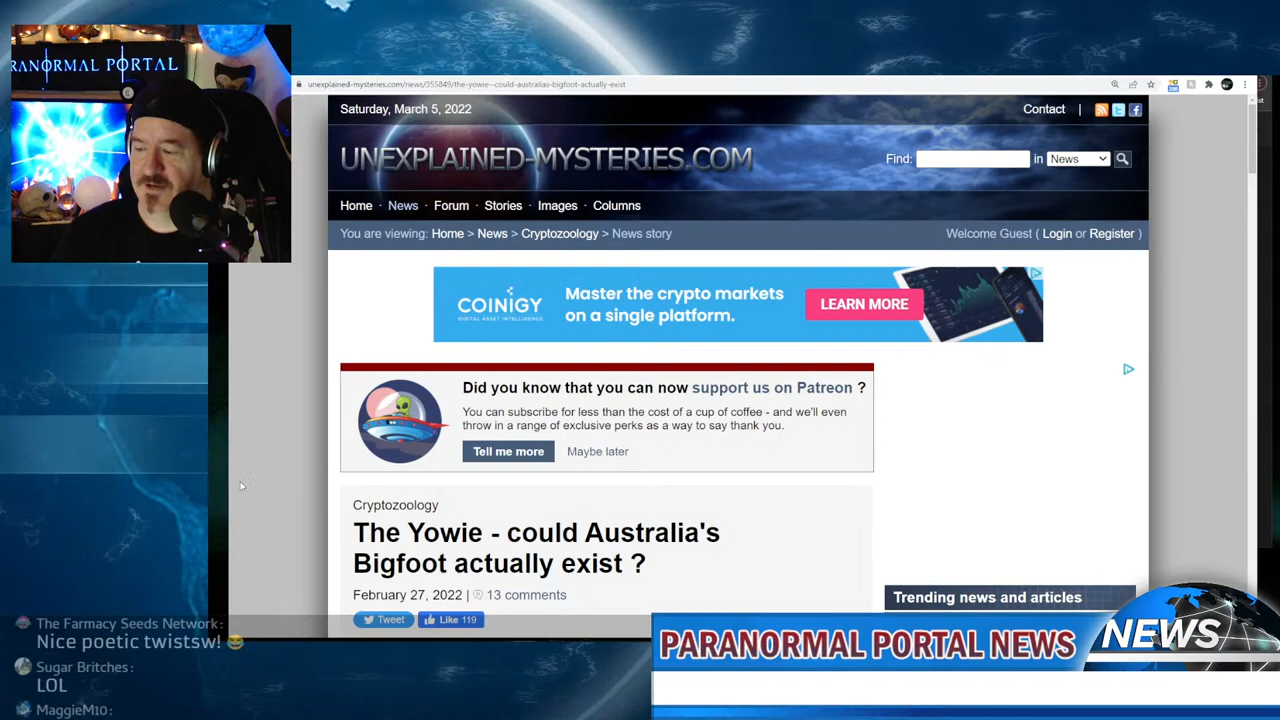 RANORMAL PORTAL
unexplained-mysteries.com/news/355849/the-yowie--could-australias-bigfoot-actually-exist
Saturday, March 5, 2022
Contact |
UNEXPLAINED-MYSTERIES.COM
Find: in News
Home · News · Forum · Stories · Images · Columns
You are viewing: Home > News > Cryptozoology > News story
Welcome Guest ( Login or Register )
COINIGY
DIGITAL ASSET INTELLIGENCE
Master the crypto markets
on a single platform.
LEARN MORE
Did you know that you can now support us on Patreon ?
You can subscribe for less than the cost of a cup of coffee - and we'll even
throw in a range of exclusive perks as a way to say thank you.
Tell me more Maybe later
Cryptozoology
The Yowie - could Australia's
Bigfoot actually exist ?
February 27, 2022 | 13 comments
Tweet Like 119
Trending news and articles
The Farmacy Seeds Network:
Nice poetic twistsw! 😂
Sugar Britches:
LOL
MaggieM10:
PARANORMAL PORTAL NEWS
NEWS